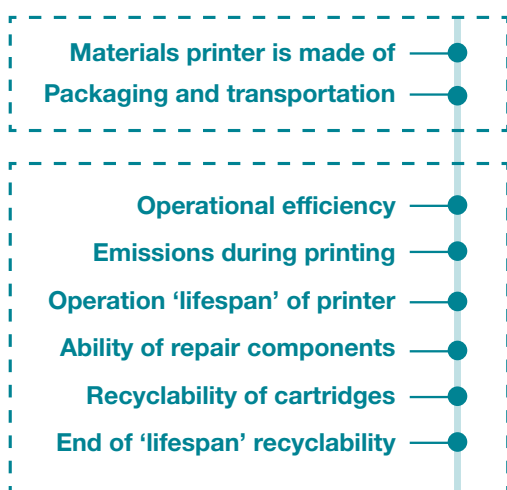 Materials printer is made of
Packaging and transportation
Operational efficiency
Emissions during printing
Operation ‘lifespan’ of printer
Ability of repair components
Recyclability of cartridges
End of ‘lifespan’ recyclability